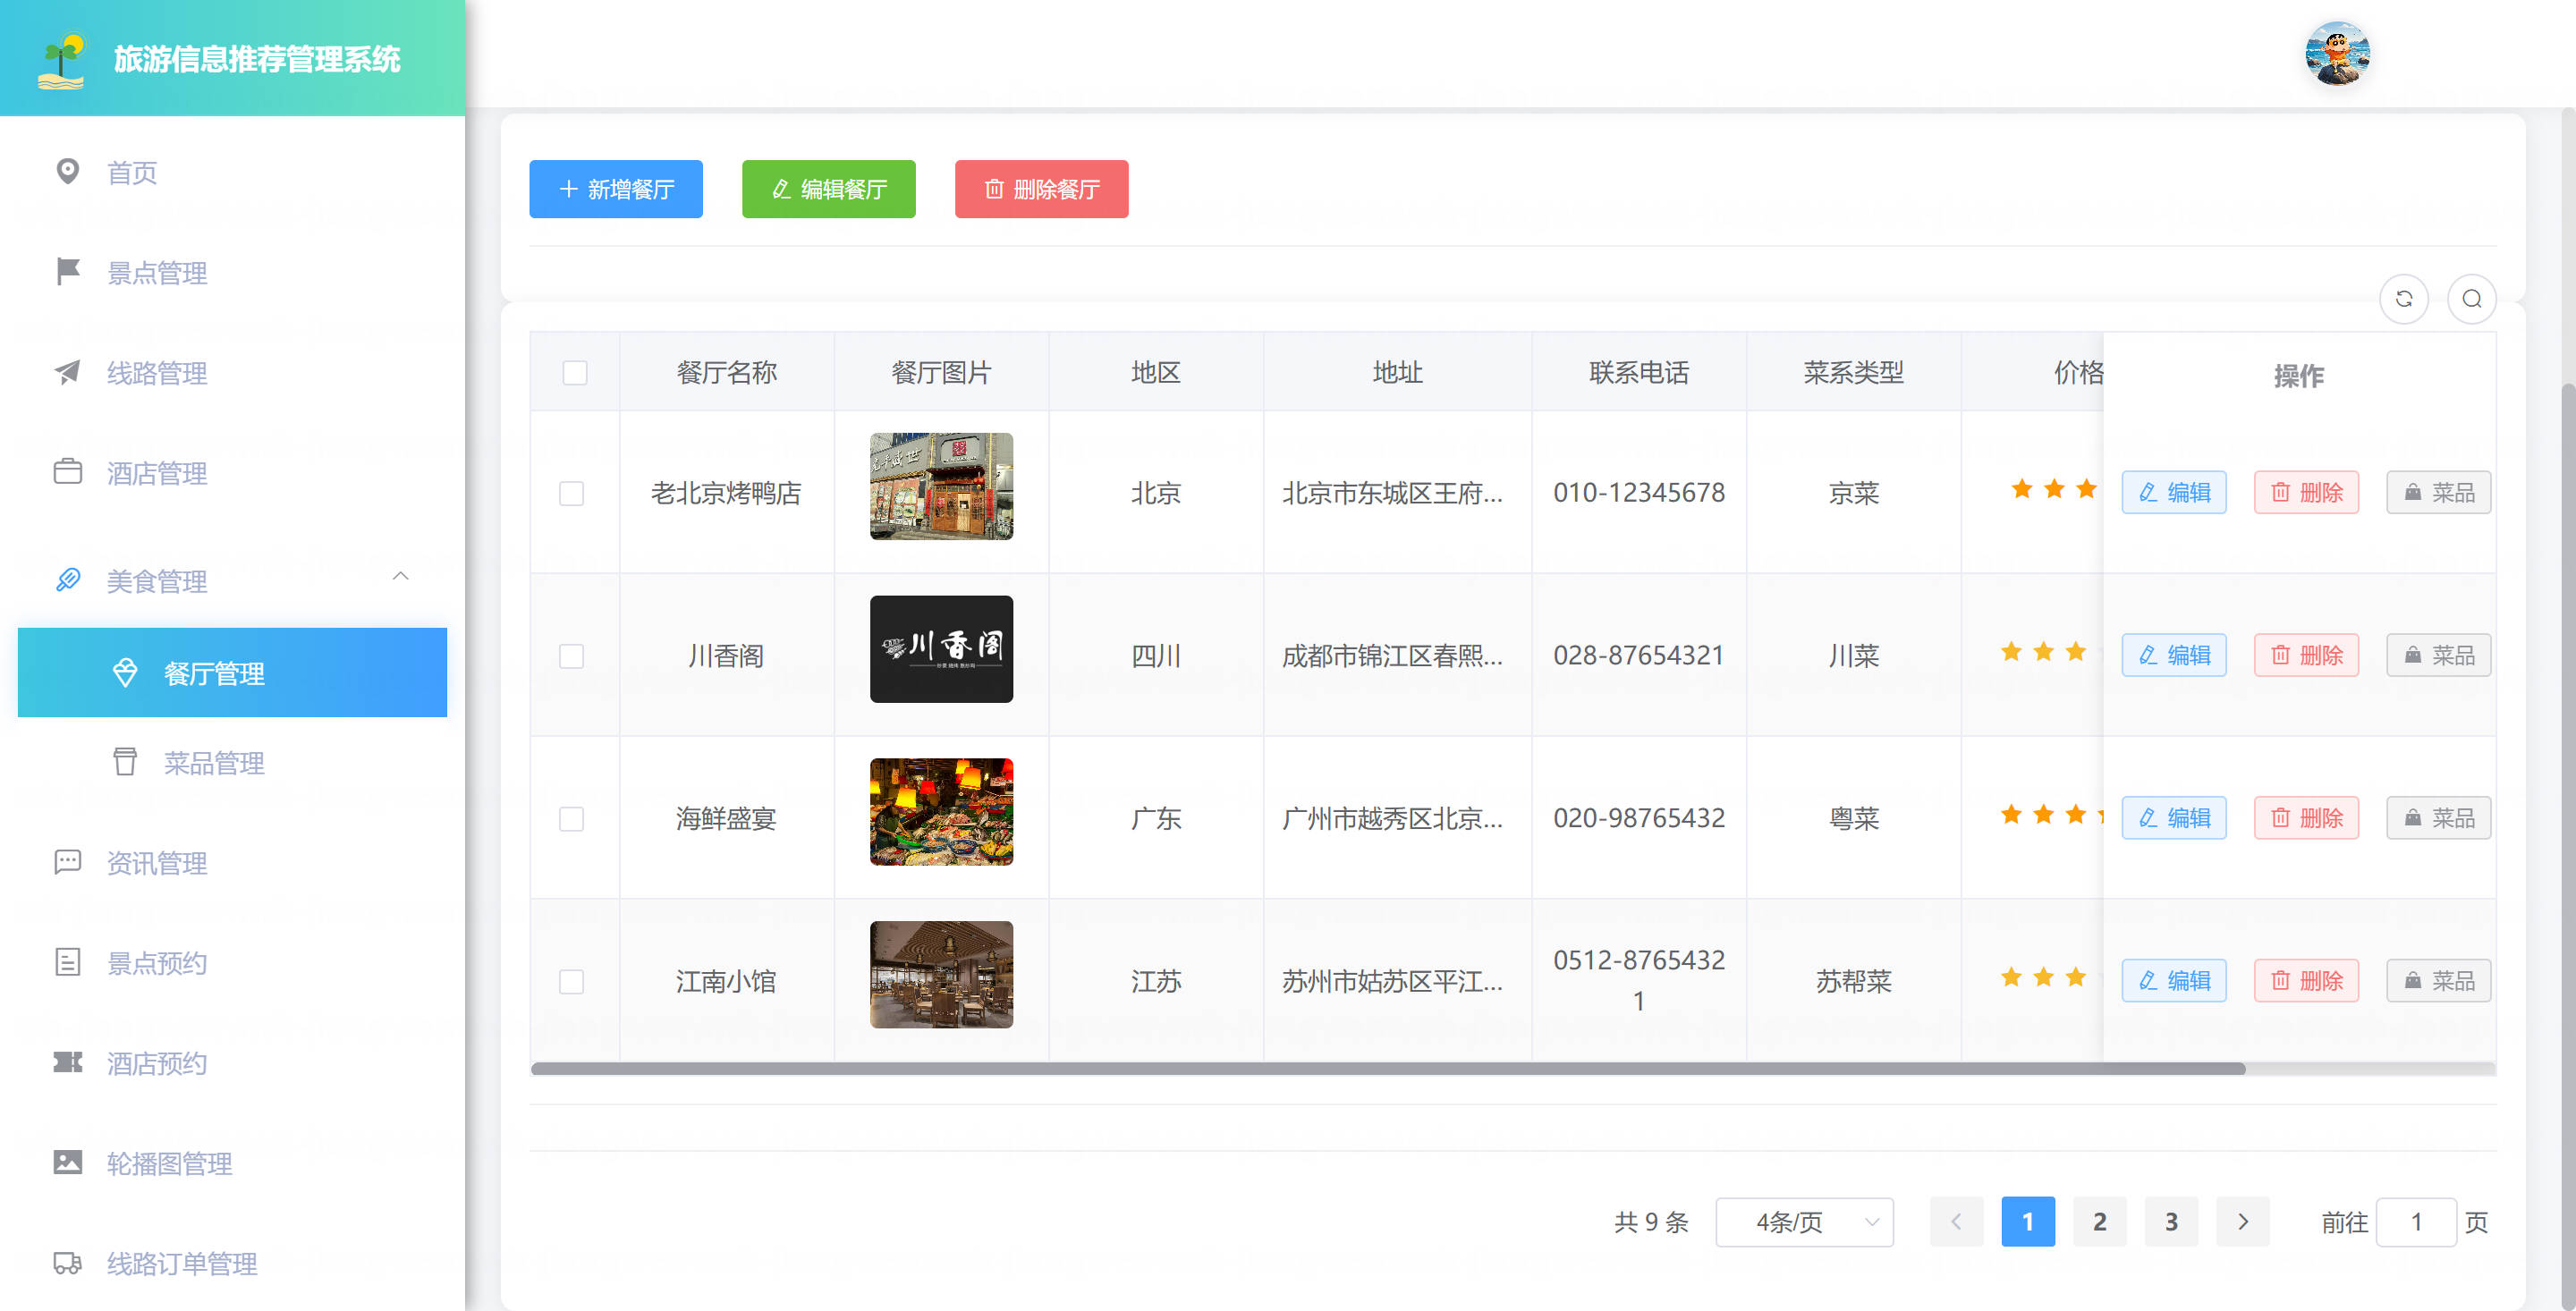 旅游信息推荐管理系统
首页
景点管理
线路管理
酒店管理
美食管理
餐厅管理
菜品管理
资讯管理
景点预约
酒店预约
轮播图管理
线路订单管理
新增餐厅 编辑餐厅 删除餐厅
餐厅名称 餐厅图片 地区 地址 联系电话 菜系类型 价格 操作
老北京烤鸭店 北京 北京市东城区王府... 010-12345678 京菜 编辑 删除 菜品
川香阁 川香阁 四川 成都市锦江区春熙... 028-87654321 川菜 编辑 删除 菜品
海鲜盛宴 广东 广州市越秀区北京... 020-98765432 粤菜 编辑 删除 菜品
江南小馆 江苏 苏州市姑苏区平江... 0512-8765432
1 苏帮菜 编辑 删除 菜品
共 9 条 4条/页 1 2 3 前往 1 页